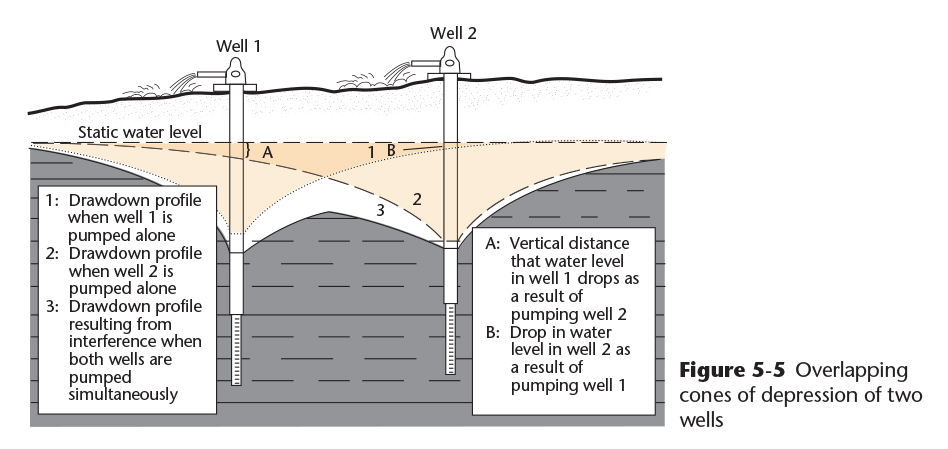 Well 1
Well 2
Static water level
A
1
B
2
3
1: Drawdown profile
when well 1 is
pumped alone
2: Drawdown profile
when well 2 is
pumped alone
3: Drawdown profile
resulting from
interference when
both wells are
pumped
simultaneously
A: Vertical distance
that water level
in well 1 drops as
a result of
pumping well 2
B: Drop in water
level in well 2 as
a result of
pumping well 1
Figure 5-5 Overlapping
cones of depression of two
wells